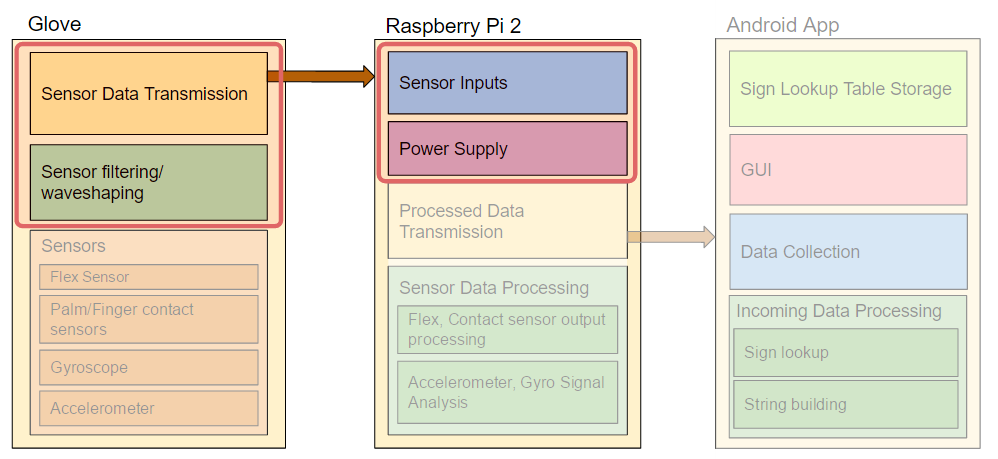 Glove
Sensor Data Transmission
Sensor filtering/
waveshaping
Sensors
Flex Sensor
Palm/Finger contact
sensors
Gyroscope
Accelerometer
Raspberry Pi 2
Sensor Inputs
Power Supply
Processed Data
Transmission
Sensor Data Processing
Flex, Contact sensor output
processing
Accelerometer, Gyro Signal
Analysis
Android App
Sign Lookup Table Storage
GUI
Data Collection
Incoming Data Processing
Sign lookup
String building